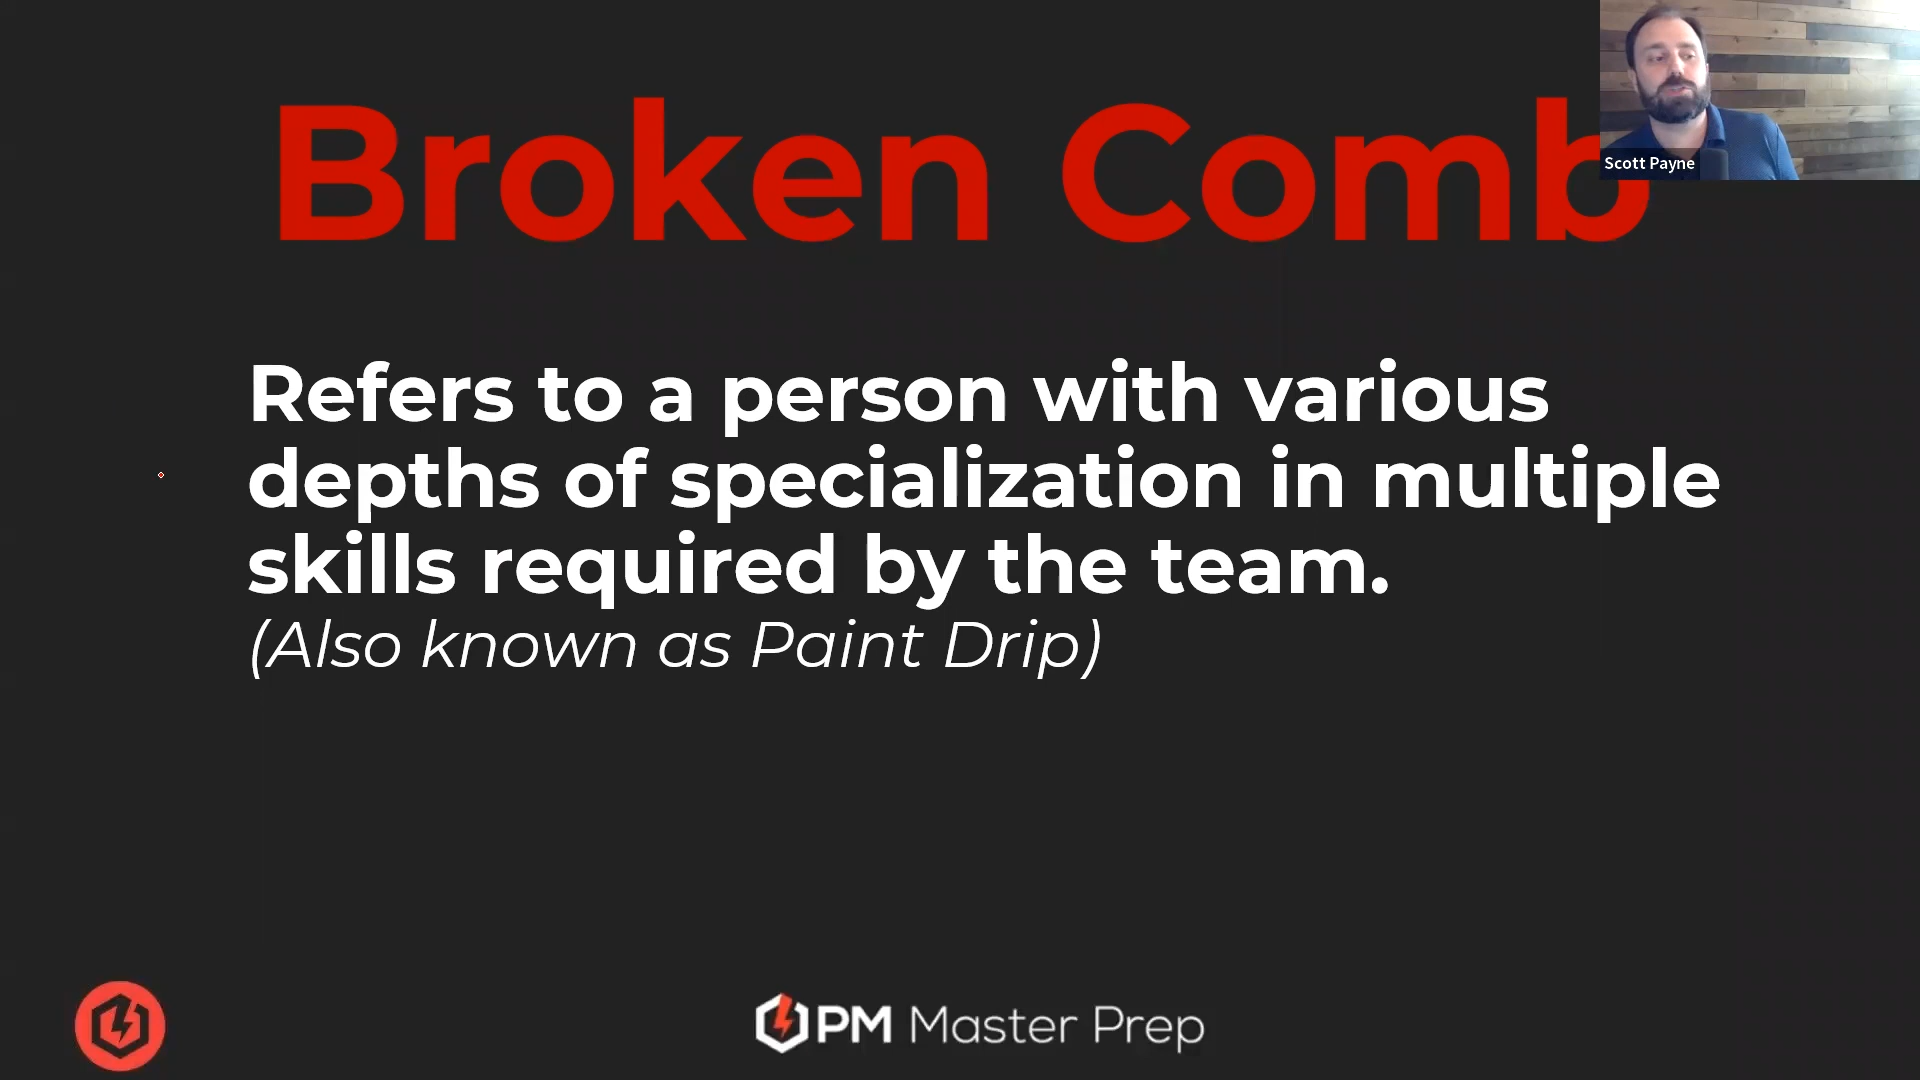 Broken Comb
Scott Payne
Refers to a person with various
depths of specialization in multiple
skills required by the team.
(Also known as Paint Drip)
PM Master Prep